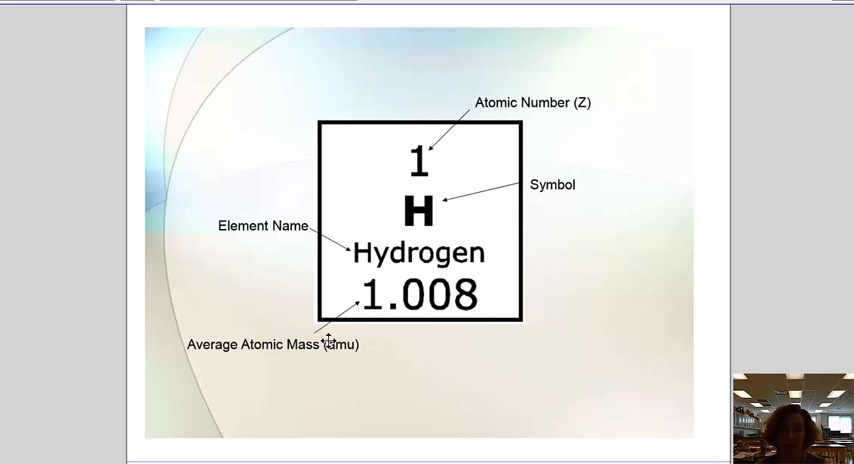 Atomic Number (Z)
1
Symbol
H
Element Name
Hydrogen
1.008
Average Atomic Mass (amu)